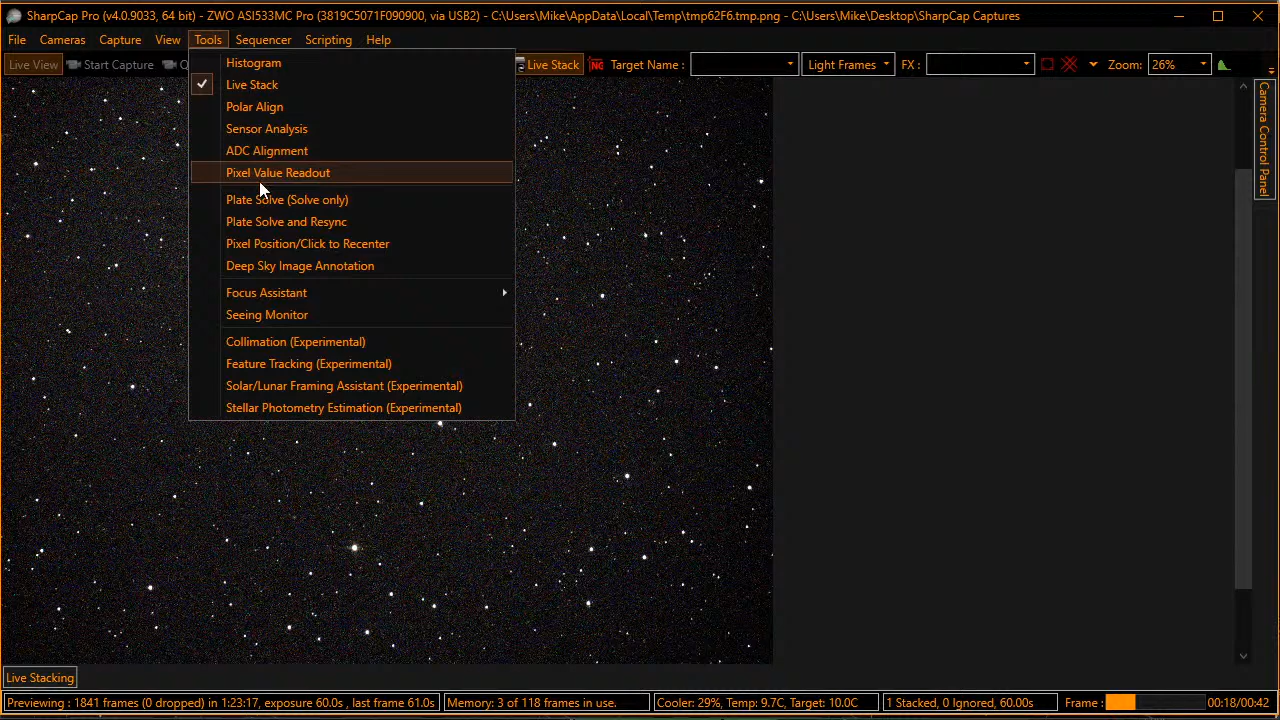 SharpCap Pro (v4.0.9033, 64 bit) - ZWO ASI533MC Pro (3819C5071F090900, via USB2) - C:\Users\Mike\AppData\Local\Temp\tmp62F6.tmp.png - C:\Users\Mike\Desktop\SharpCap Captures
File Cameras Capture View Tools Sequencer Scripting Help
Live View Start Capture Live Stack NC Target Name : Light Frames FX : Zoom: 26%
Histogram
Live Stack
Polar Align
Sensor Analysis
ADC Alignment
Pixel Value Readout
Plate Solve (Solve only)
Plate Solve and Resync
Pixel Position/Click to Recenter
Deep Sky Image Annotation
Focus Assistant
Seeing Monitor
Collimation (Experimental)
Feature Tracking (Experimental)
Solar/Lunar Framing Assistant (Experimental)
Stellar Photometry Estimation (Experimental)
Camera Control Panel
Live Stacking
Previewing : 1841 frames (0 dropped) in 1:23:17, exposure 60.0s , last frame 61.0s Memory: 3 of 118 frames in use. Cooler: 29%, Temp: 9.7C, Target: 10.0C 1 Stacked, 0 Ignored, 60.00s Frame : 00:18/00:42